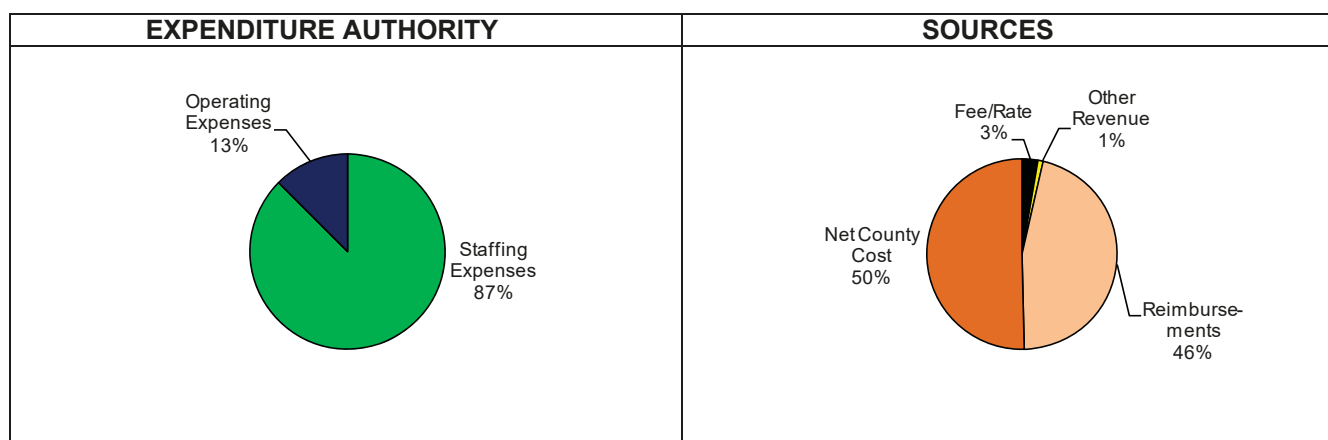 EXPENDITURE AUTHORITY
Operating
Expenses
13%
Staffing
Expenses
87%
SOURCES
Fee/Rate
3%
Other
Revenue
1%
Net County
Cost
50%
Reimburse-
ments
46%